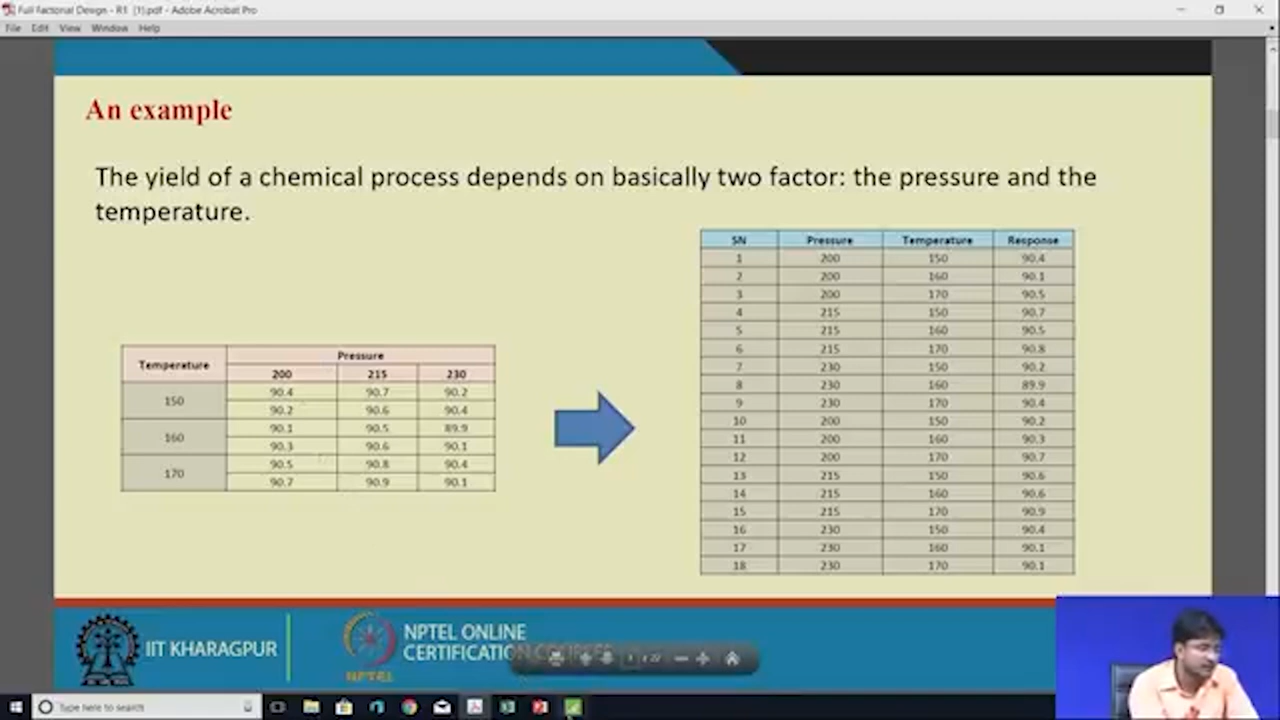 Full Factorial Design - R1 (1).pdf - Adobe Acrobat Pro
File Edit View Window Help
An example
The yield of a chemical process depends on basically two factor: the pressure and the
temperature.
Temperature Pressure
200 215 230
150 90.4 90.7 90.2
90.2 90.6 90.4
160 90.1 90.5 89.9
90.3 90.6 90.1
170 90.5 90.8 90.4
90.7 90.9 90.1
SN Pressure Temperature Response
1 200 150 90.4
2 200 160 90.1
3 200 170 90.5
4 215 150 90.7
5 215 160 90.5
6 215 170 90.8
7 230 150 90.2
8 230 160 89.9
9 230 170 90.4
10 200 150 90.2
11 200 160 90.3
12 200 170 90.7
13 215 150 90.6
14 215 160 90.6
15 215 170 90.9
16 230 150 90.4
17 230 160 90.1
18 230 170 90.1
IIT KHARAGPUR
NPTEL
NPTEL ONLINE
CERTIFICATION COURSES
Type here to search